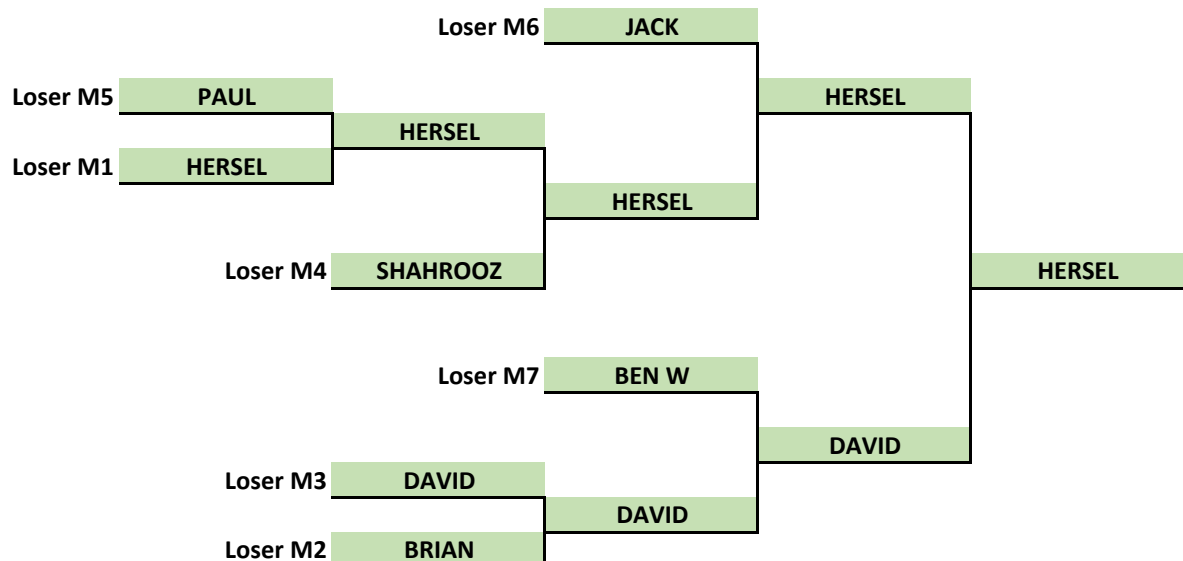 Loser M6 JACK
Loser M5 PAUL HERSEL
HERSEL
Loser M1 HERSEL
HERSEL
Loser M4 SHAHROOZ HERSEL
Loser M7 BEN W
DAVID
Loser M3 DAVID
DAVID
Loser M2 BRIAN